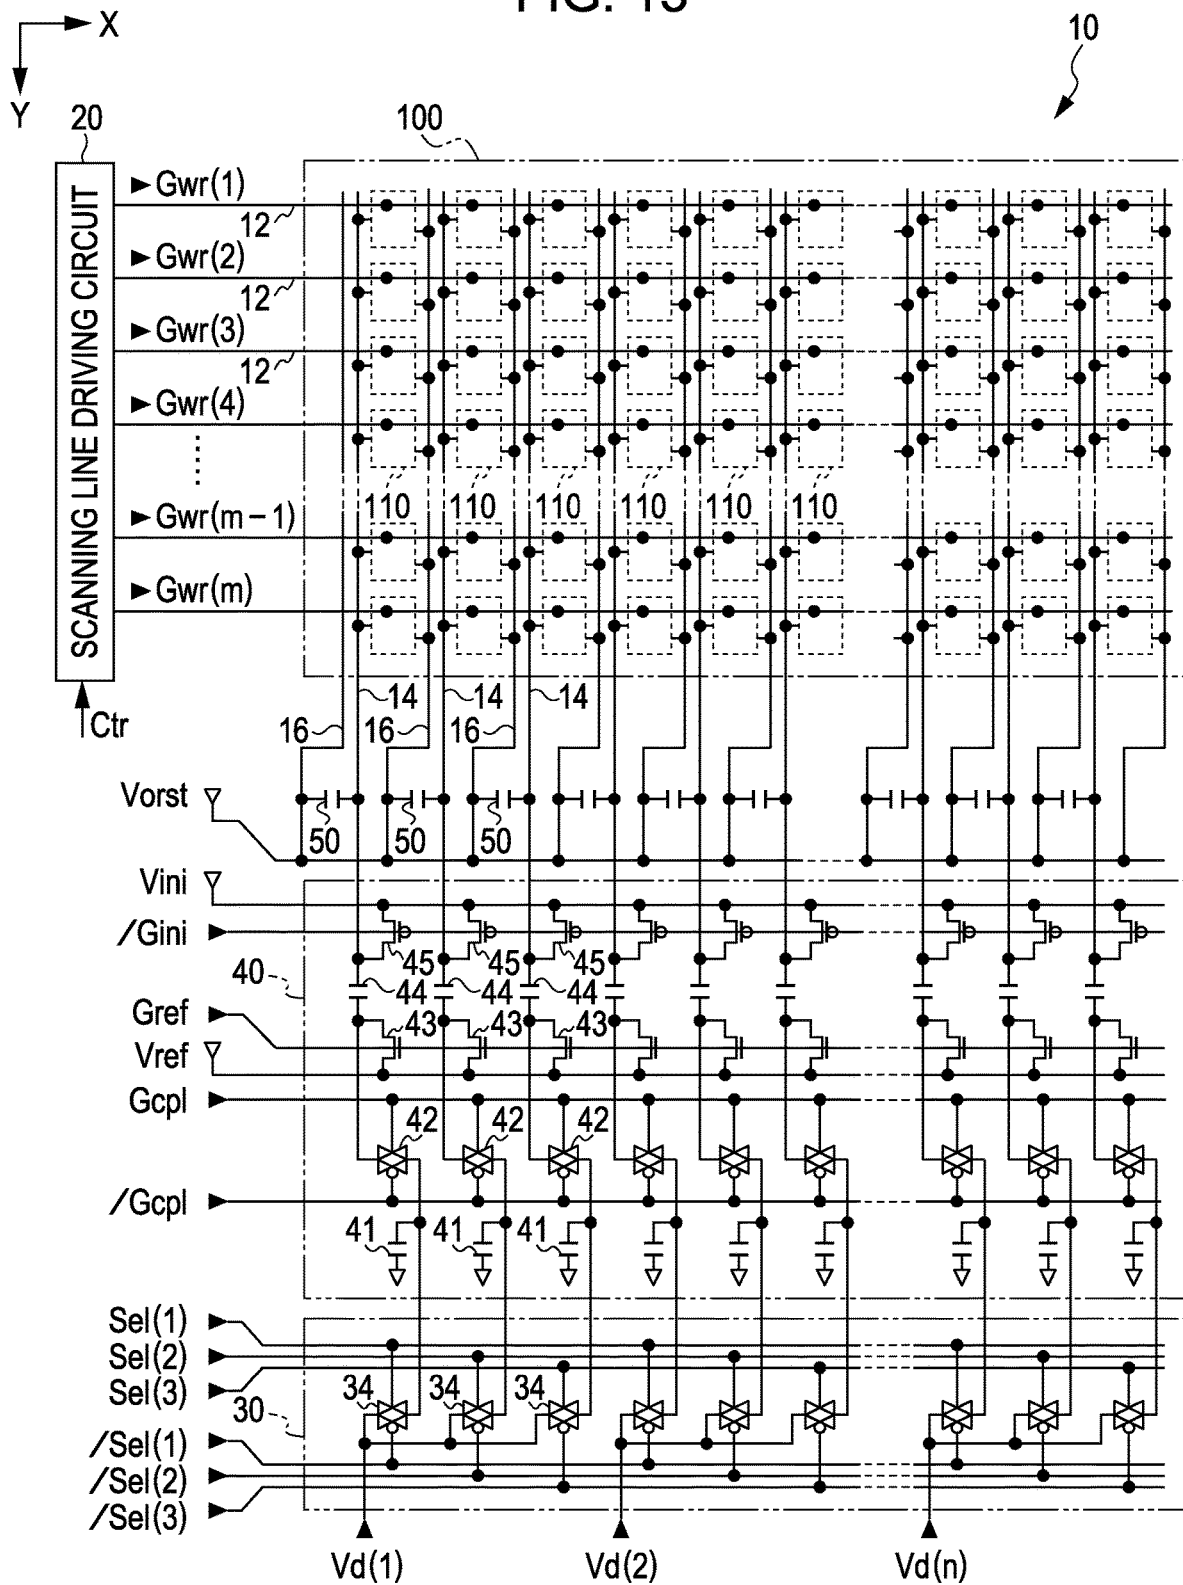 FIG. 13
X
Y
10
20
100
SCANNING LINE DRIVING CIRCUIT
Gwr(1)
12
Gwr(2)
12
Gwr(3)
12
Gwr(4)
110 110 110 110 110 110
Gwr(m – 1)
Gwr(m)
Ctr
14 14 14
16 16 16
Vorst
50 50 50
Vini
/Gini
45 45 45
40
44 44 44
Gref
43 43 43
Vref
Gcpl
42 42 42
/Gcpl
41 41 41
Sel(1)
Sel(2)
Sel(3)
34 34 34
30
/Sel(1)
/Sel(2)
/Sel(3)
Vd(1) Vd(2) Vd(n)